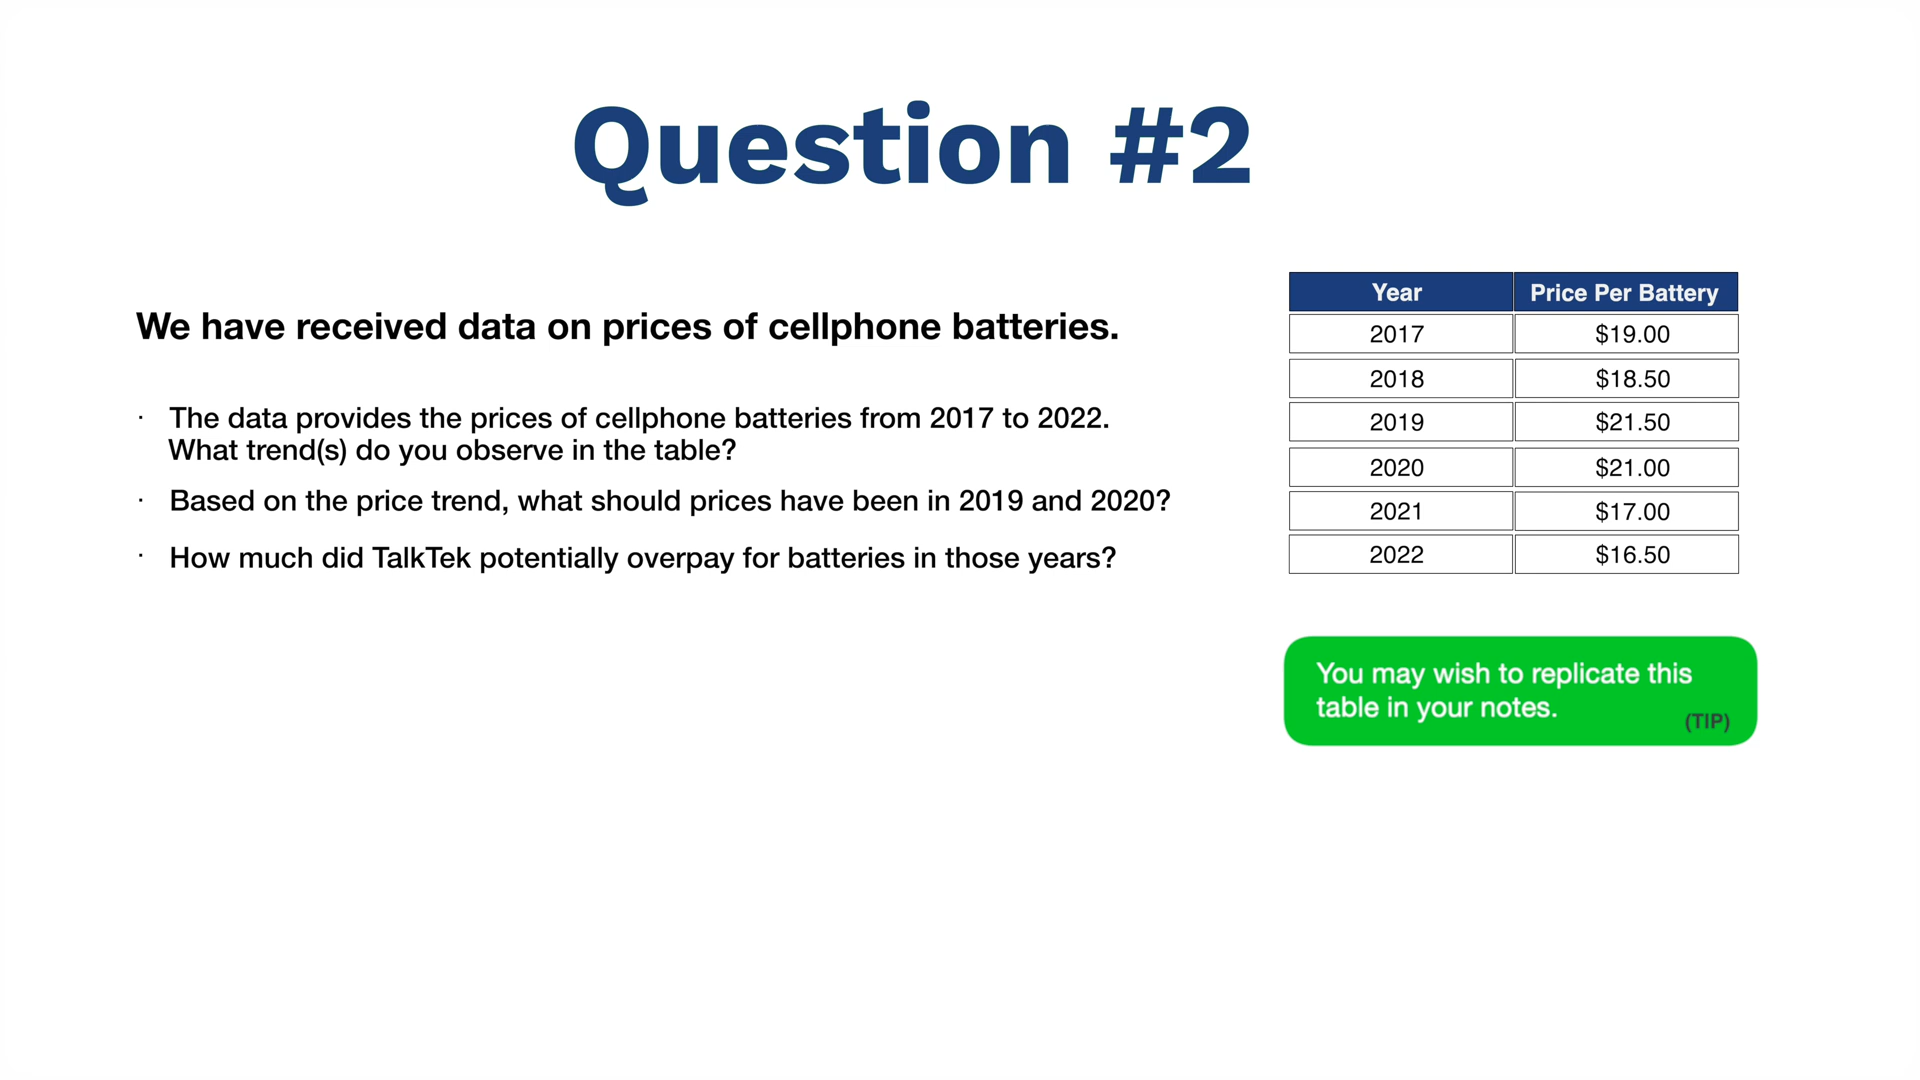 Question #2
We have received data on prices of cellphone batteries.
· The data provides the prices of cellphone batteries from 2017 to 2022.
What trend(s) do you observe in the table?
· Based on the price trend, what should prices have been in 2019 and 2020?
· How much did TalkTek potentially overpay for batteries in those years?
Year Price Per Battery
2017 $19.00
2018 $18.50
2019 $21.50
2020 $21.00
2021 $17.00
2022 $16.50
You may wish to replicate this
table in your notes.
(TIP)